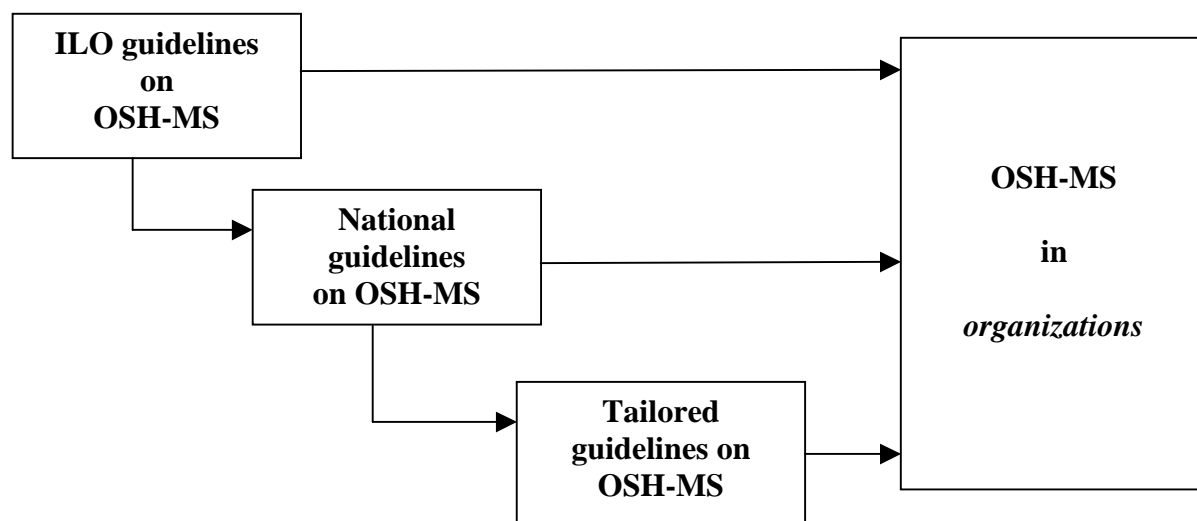 ILO guidelines
on
OSH-MS
National
guidelines
on OSH-MS
Tailored
guidelines on
OSH-MS
OSH-MS
in
organizations